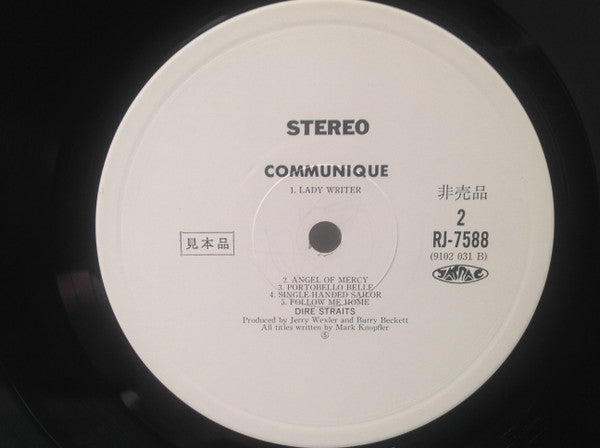 STEREO
COMMUNIQUE
1. LADY WRITER
非売品
2
RJ-7588
(9102 031 B)
JASRAC
見本品
2. ANGEL OF MERCY
3. PORTOBELLO BELLE
4. SINGLE-HANDED SAILOR
5. FOLLOW ME HOME
DIRE STRAITS
Produced by Jerry Wexler and Barry Beckett
All titles written by Mark Knopfler
Ⓢ